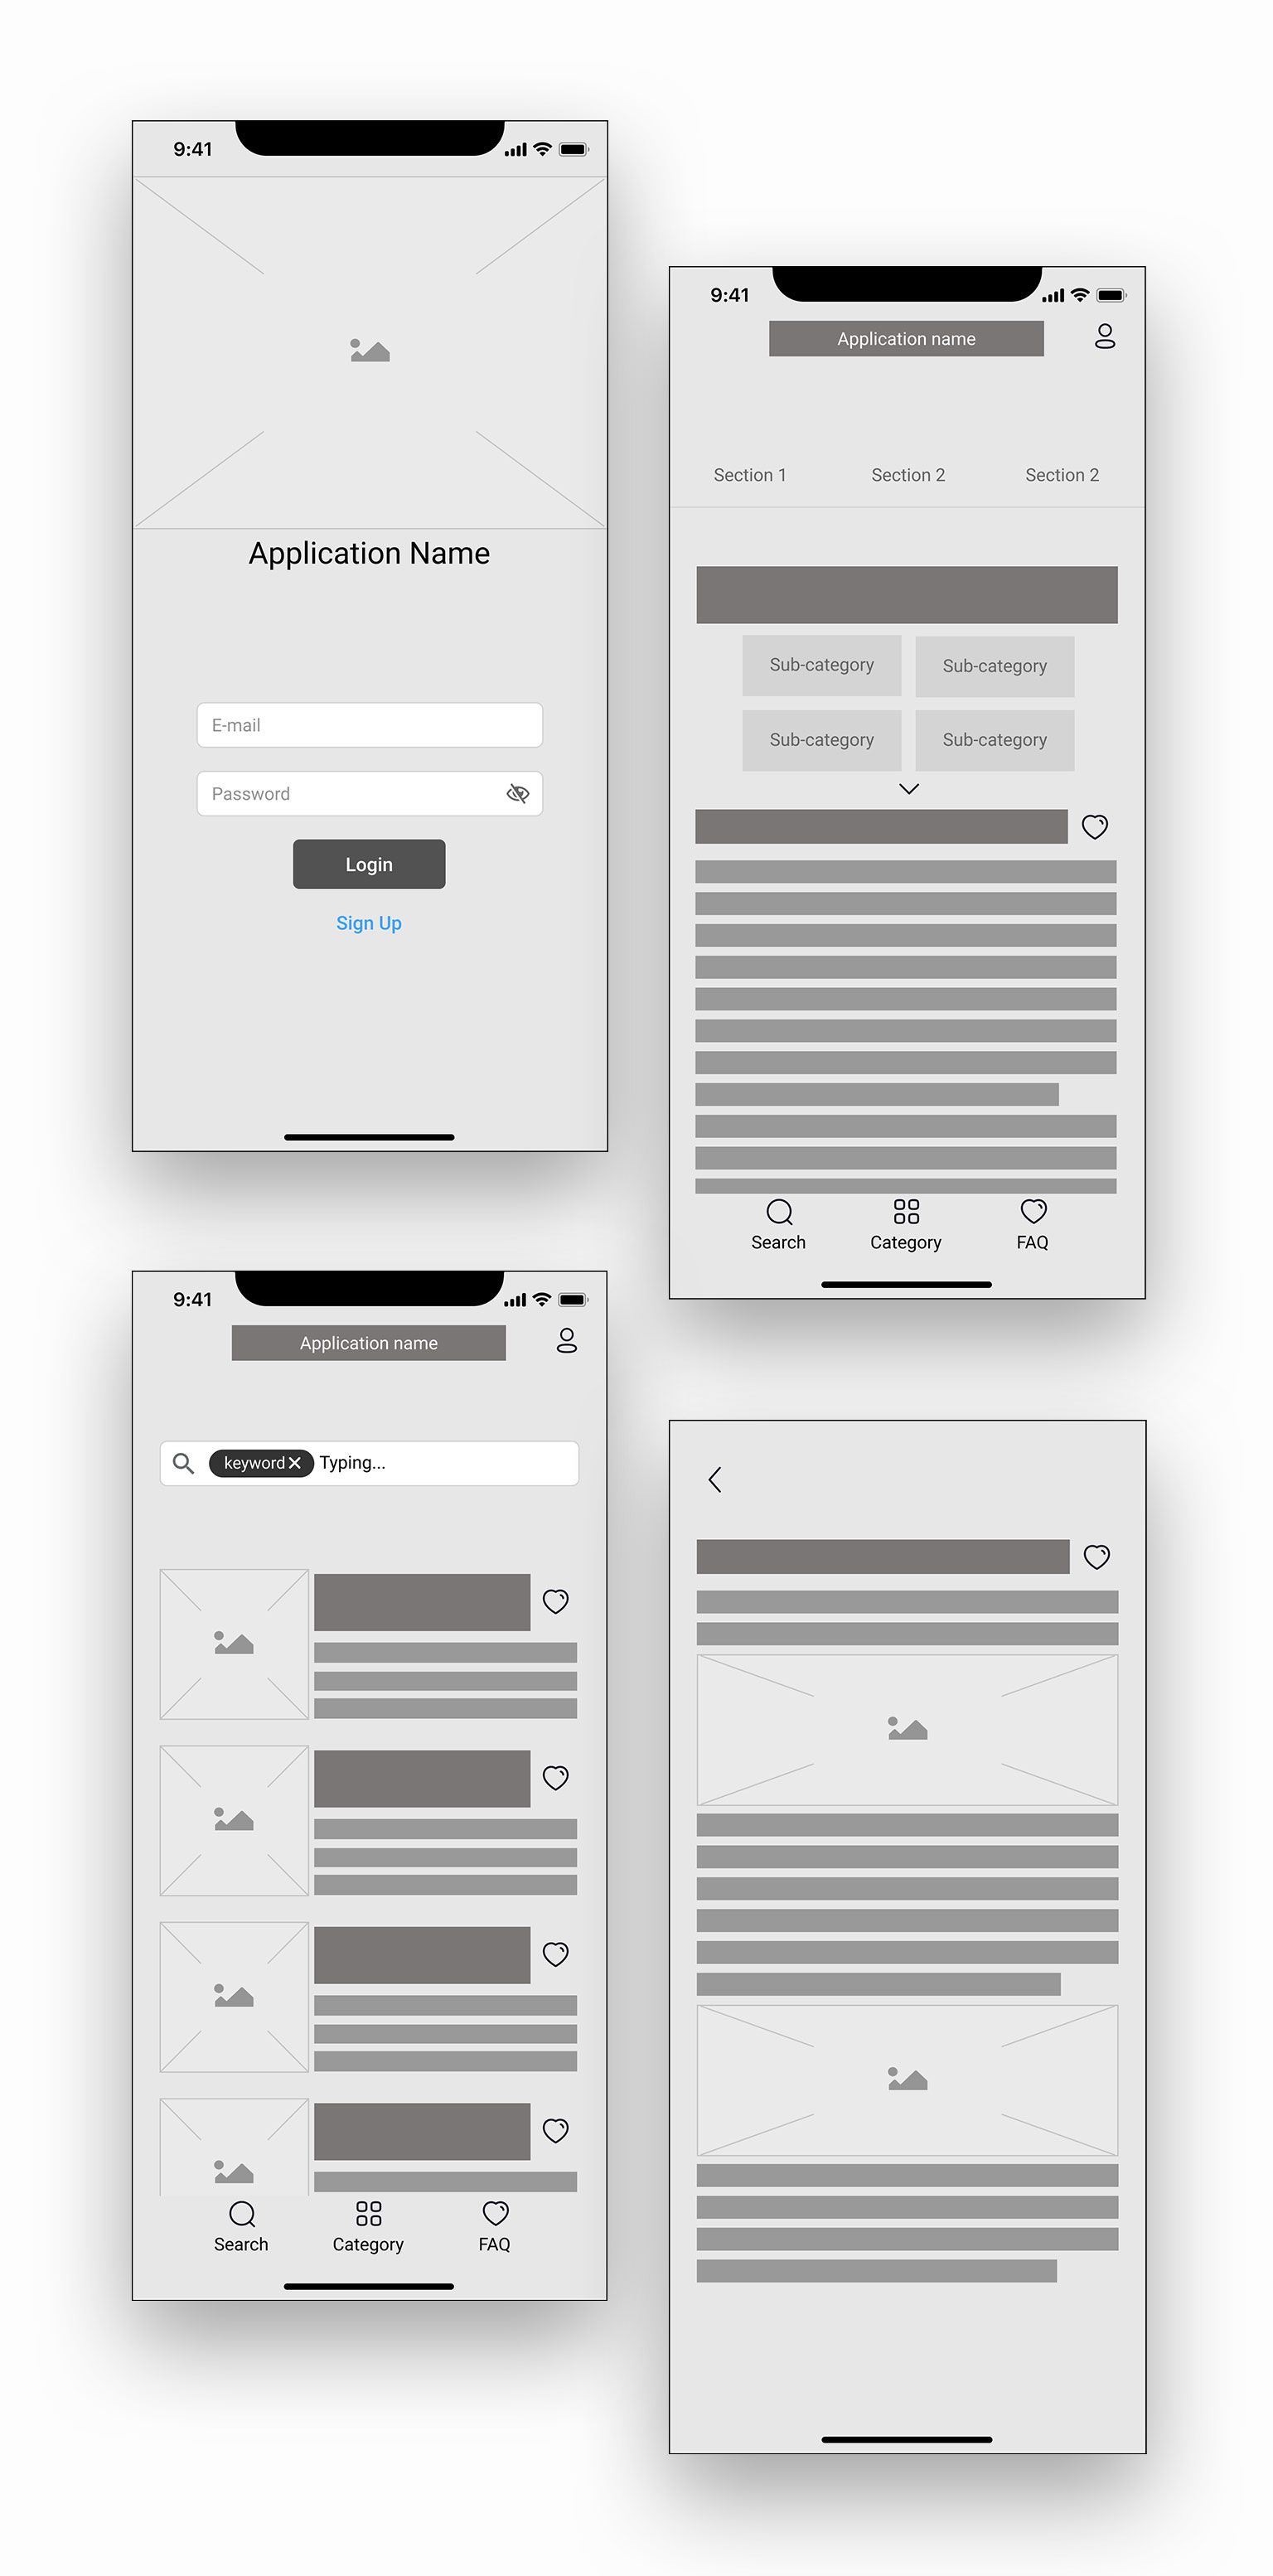 9:41
Application Name
E-mail
Password
Login
Sign Up
9:41
Application name
Section 1 Section 2 Section 2
Sub-category Sub-category
Sub-category Sub-category
Search Category FAQ
9:41
Application name
keyword Typing...
Search Category FAQ